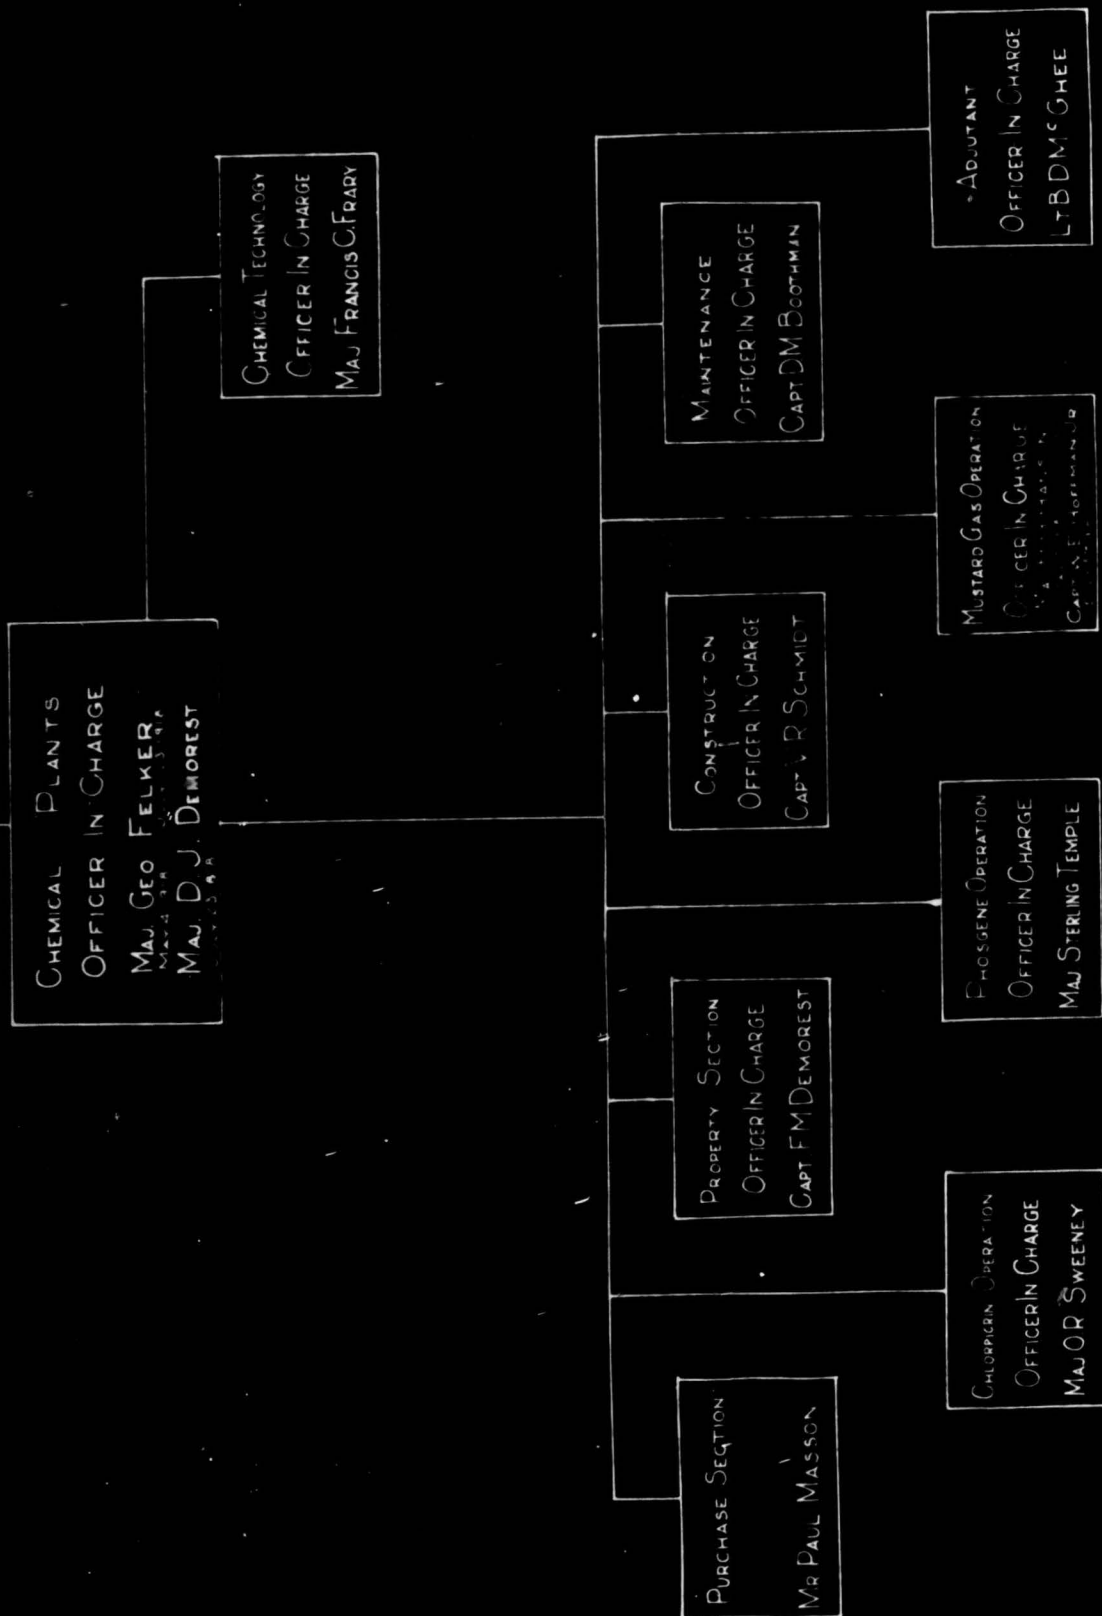 CHEMICAL PLANTS
OFFICER IN CHARGE
MAJ. GEO FELKER
MAJ. D. J. DEMOREST
CHEMICAL TECHNOLOGY
OFFICER IN CHARGE
MAJ FRANCIS C. FRARY
PURCHASE SECTION
MR PAUL MASSON
PROPERTY SECTION
OFFICER IN CHARGE
CAPT. F M DEMOREST
CONSTRUCTION
OFFICER IN CHARGE
CAPT V R SCHMIDT
MAINTENANCE
OFFICER IN CHARGE
CAPT D M BOOTHMAN
CHLORPICRIN OPERATION
OFFICER IN CHARGE
MAJ O R SWEENEY
PHOSGENE OPERATION
OFFICER IN CHARGE
MAJ STERLING TEMPLE
MUSTARD GAS OPERATION
OFFICER IN CHARGE
CAPT HOFFMAN JR
ADJUTANT
OFFICER IN CHARGE
LT B D McGHEE